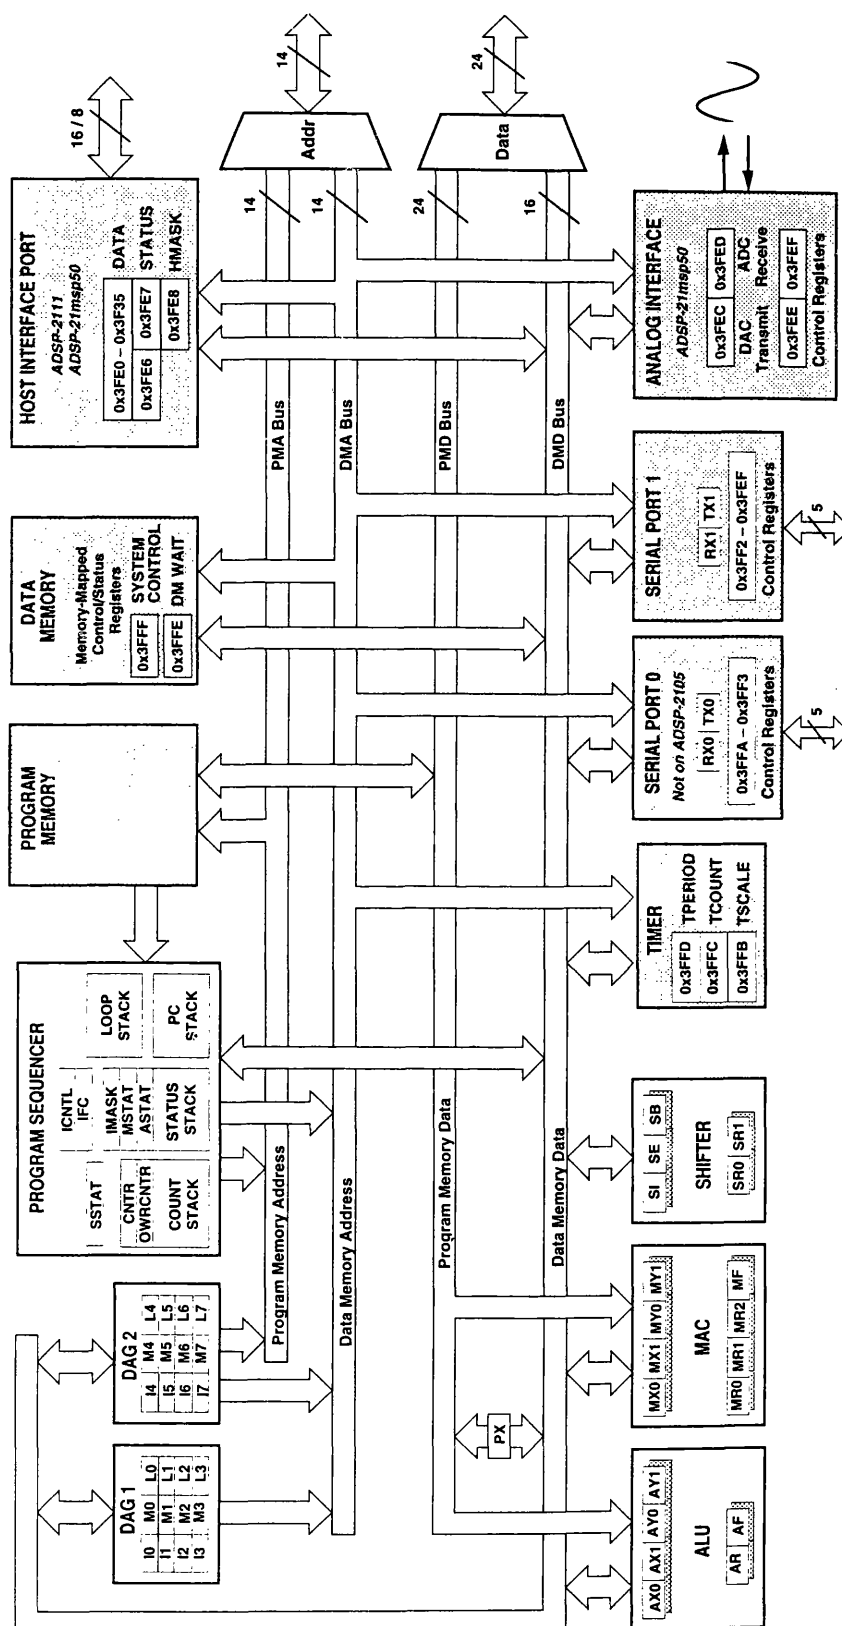 DAG 1
I0 M0 L0
I1 M1 L1
I2 M2 L2
I3 M3 L3
DAG 2
I4 M4 L4
I5 M5 L5
I6 M6 L6
I7 M7 L7
PROGRAM SEQUENCER
SSTAT
ICNTL
IFC
LOOP
STACK
CNTR
OWRCNTR
IMASK
MSTAT
ASTAT
COUNT
STACK
STATUS
STACK
PC
STACK
PROGRAM
MEMORY
DATA
MEMORY
Memory-Mapped
Control/Status
Registers
0x3FFF SYSTEM
CONTROL
0x3FFE DM WAIT
HOST INTERFACE PORT
ADSP-2111
ADSP-21msp50
0x3FE0 – 0x3F35 DATA
0x3FE6 0x3FE7 STATUS
0x3FE8 HMASK
16 / 8
Program Memory Address
PMA Bus
14
Data Memory Address
DMA Bus
14
Addr
14
Program Memory Data
PMD Bus
24
Data Memory Data
DMD Bus
16
Data
24
PX
ALU
AX0 AX1 AY0 AY1
AR AF
MAC
MX0 MX1 MY0 MY1
MR0 MR1 MR2 MF
SHIFTER
SI SE SB
SR0 SR1
TIMER
0x3FFD TPERIOD
0x3FFC TCOUNT
0x3FFB TSCALE
SERIAL PORT 0
Not on ADSP-2105
RX0 TX0
0x3FFA – 0x3FF3
Control Registers
5
SERIAL PORT 1
RX1 TX1
0x3FF2 – 0x3FEF
Control Registers
5
ANALOG INTERFACE
ADSP-21msp50
0x3FEC 0x3FED
DAC ADC
Transmit Receive
0x3FEE 0x3FEF
Control Registers